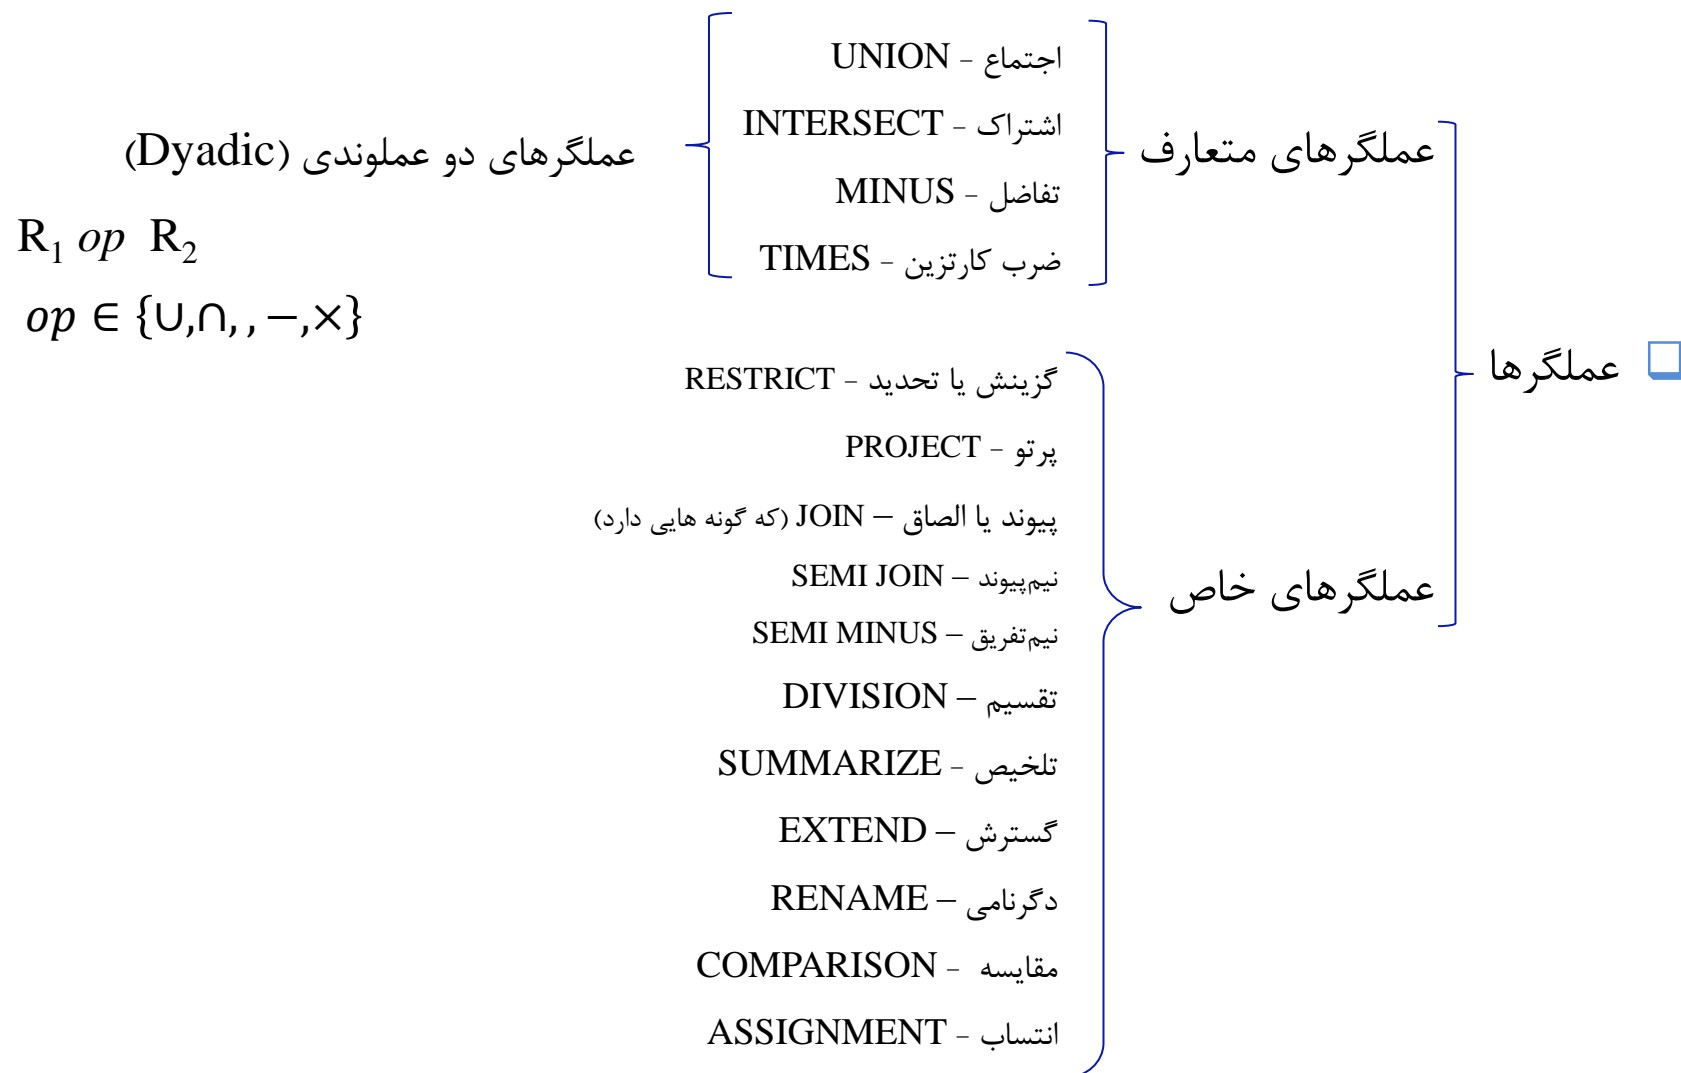 عملگرها
عملگرهای متعارف
اجتماع - UNION
اشتراک - INTERSECT
تفاضل - MINUS
ضرب کارتزین - TIMES
عملگرهای دو عملوندی (Dyadic)
R₁ op R₂
op ∈ {∪,∩, , −,×}
عملگرهای خاص
گزینش یا تحدید - RESTRICT
پرتو - PROJECT
پیوند یا الصاق – JOIN (که گونه هایی دارد)
نیم‌پیوند – SEMI JOIN
نیم‌تفریق – SEMI MINUS
تقسیم – DIVISION
تلخیص - SUMMARIZE
گسترش – EXTEND
دگرنامی – RENAME
مقایسه - COMPARISON
انتساب - ASSIGNMENT